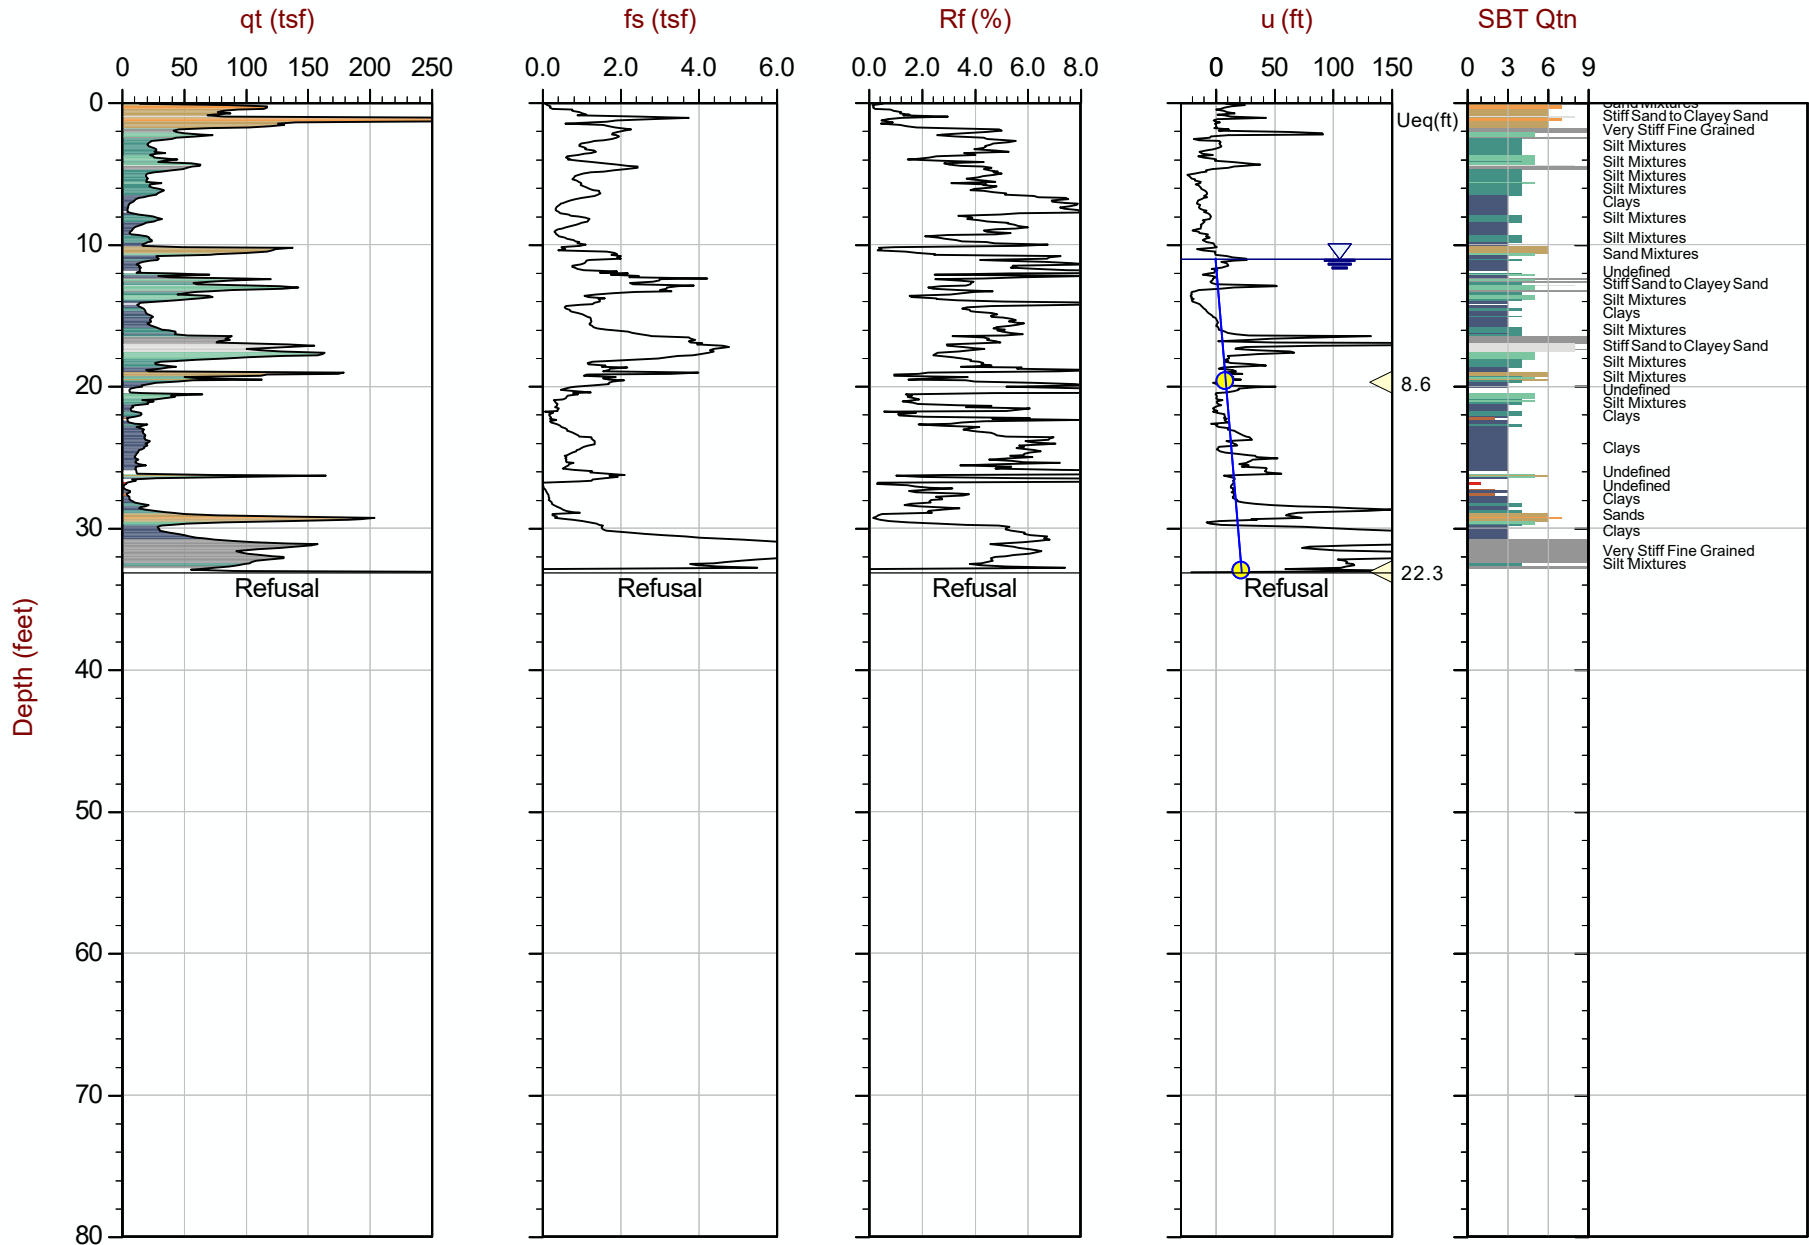 qt (tsf) fs (tsf) Rf (%) u (ft) SBT Qtn
0 50 100 150 200 250 0.0 2.0 4.0 6.0 0.0 2.0 4.0 6.0 8.0 0 50 100 150 0 3 6 9
0
Sand Mixtures
Stiff Sand to Clayey Sand
Ueq(ft)
Very Stiff Fine Grained
Silt Mixtures
Silt Mixtures
Silt Mixtures
Silt Mixtures
Clays
Silt Mixtures
Silt Mixtures
10
Sand Mixtures
Undefined
Stiff Sand to Clayey Sand
Silt Mixtures
Clays
Silt Mixtures
Stiff Sand to Clayey Sand
Silt Mixtures
Silt Mixtures
20
8.6
Undefined
Silt Mixtures
Clays
Clays
Undefined
Undefined
Clays
Sands
30
Clays
Very Stiff Fine Grained
Silt Mixtures
22.3
Refusal Refusal Refusal Refusal
Depth (feet)
40
50
60
70
80